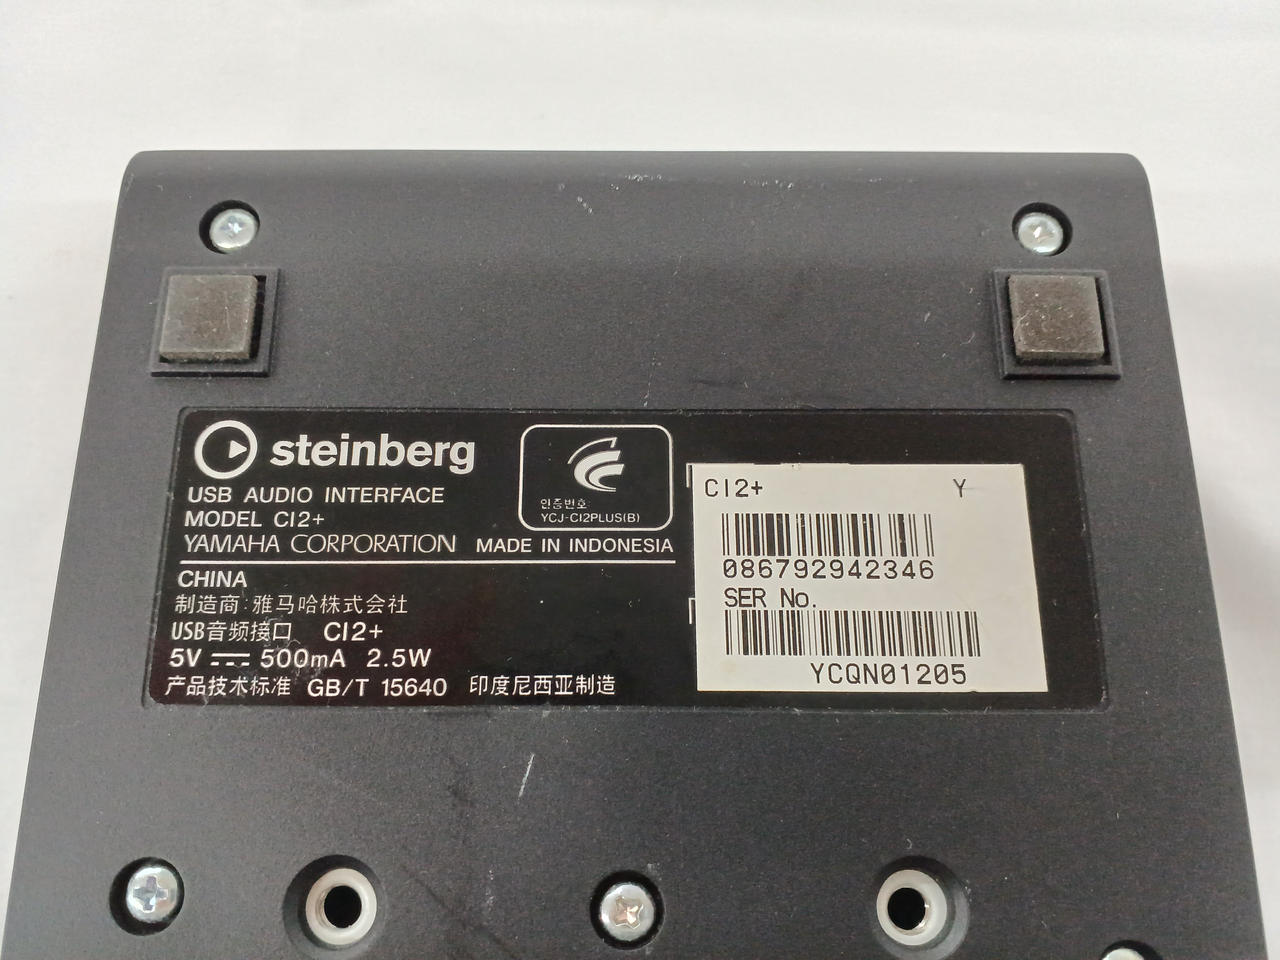 steinberg
USB AUDIO INTERFACE
MODEL CI2+
YAMAHA CORPORATION MADE IN INDONESIA
인증번호:
YCJ-CI2PLUS(B)
CHINA
制造商:雅马哈株式会社
USB音频接口 CI2+
5V ⎓ 500mA 2.5W
产品技术标准 GB/T 15640 印度尼西亚制造
CI2+ Y
086792942346
SER No.
YCQN01205